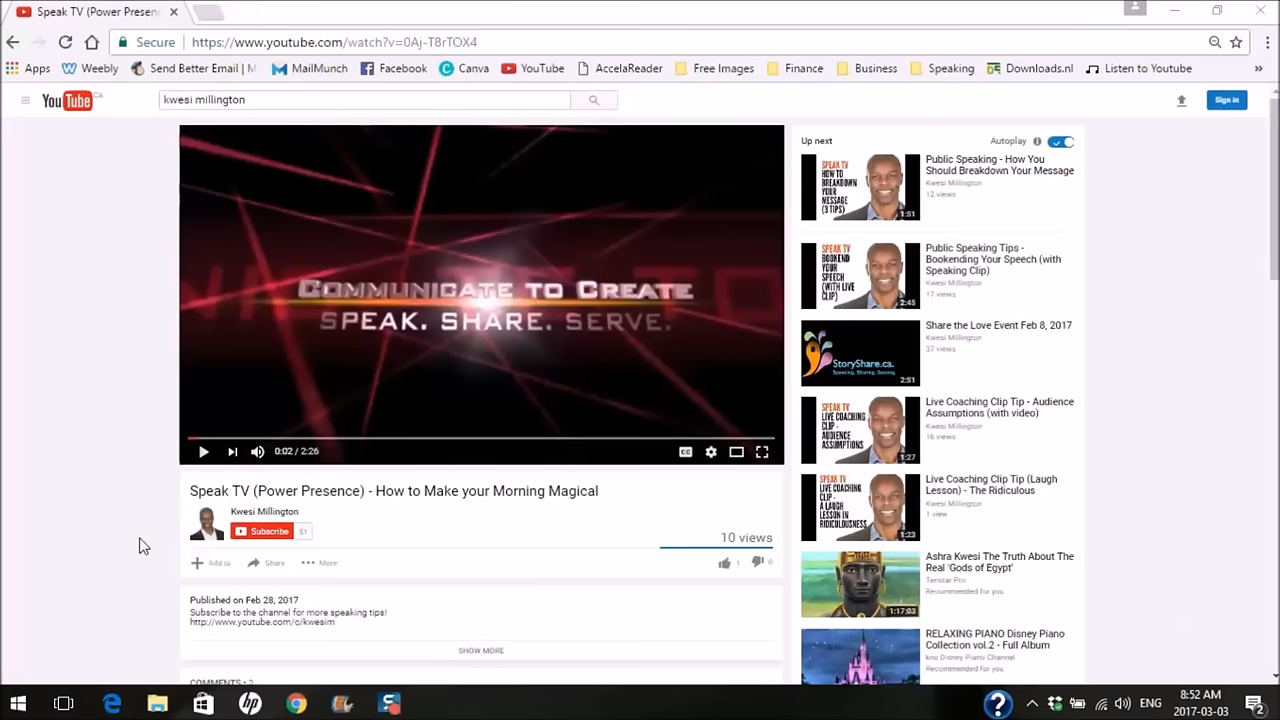 Speak TV (Power Presen
Secure
https://www.youtube.com/watch?v=0Aj-T8rTOX4
Apps
Weebly
Send Better Email | M
MailMunch
Facebook
Canva
YouTube
AccelaReader
Free Images
Finance
Business
Speaking
Downloads.nl
Listen to Youtube
»
YouTube CA
kwesi millington
Sign in
COMMUNICATE TO CREATE
SPEAK. SHARE. SERVE.
0:02 / 2:26
CC
Speak TV (Power Presence) - How to Make your Morning Magical
Kwesi Millington
Subscribe 51
10 views
Add to
Share
More
1
0
Published on Feb 28, 2017
Subscribe to the channel for more speaking tips!
http://www.youtube.com/c/kwesim
SHOW MORE
COMMENTS • 2
Up next
Autoplay
SPEAK TV
HOW TO
BREAKDOWN
YOUR
MESSAGE
(3 TIPS)
1:51
Public Speaking - How You
Should Breakdown Your Message
Kwesi Millington
12 views
SPEAK TV
BOOKEND
YOUR
SPEECH
(WITH LIVE
CLIP)
2:45
Public Speaking Tips -
Bookending Your Speech (with
Speaking Clip)
Kwesi Millington
17 views
StoryShare.ca.
Speaking. Sharing. Serving.
2:51
Share the Love Event Feb 8, 2017
Kwesi Millington
37 views
SPEAK TV
LIVE COACHING
CLIP -
AUDIENCE
ASSUMPTIONS
1:27
Live Coaching Clip Tip - Audience
Assumptions (with video)
Kwesi Millington
16 views
SPEAK TV
LIVE COACHING
CLIP -
A LAUGH
LESSON IN
RIDICULOUSNESS
1:23
Live Coaching Clip Tip (Laugh
Lesson) - The Ridiculous
Kwesi Millington
1 view
1:17:03
Ashra Kwesi The Truth About The
Real 'Gods of Egypt'
Tenstar Pro
Recommended for you
RELAXING PIANO Disney Piano
Collection vol.2 - Full Album
kno Disney Piano Channel
Recommended for you
ENG
8:52 AM
2017-03-03
2